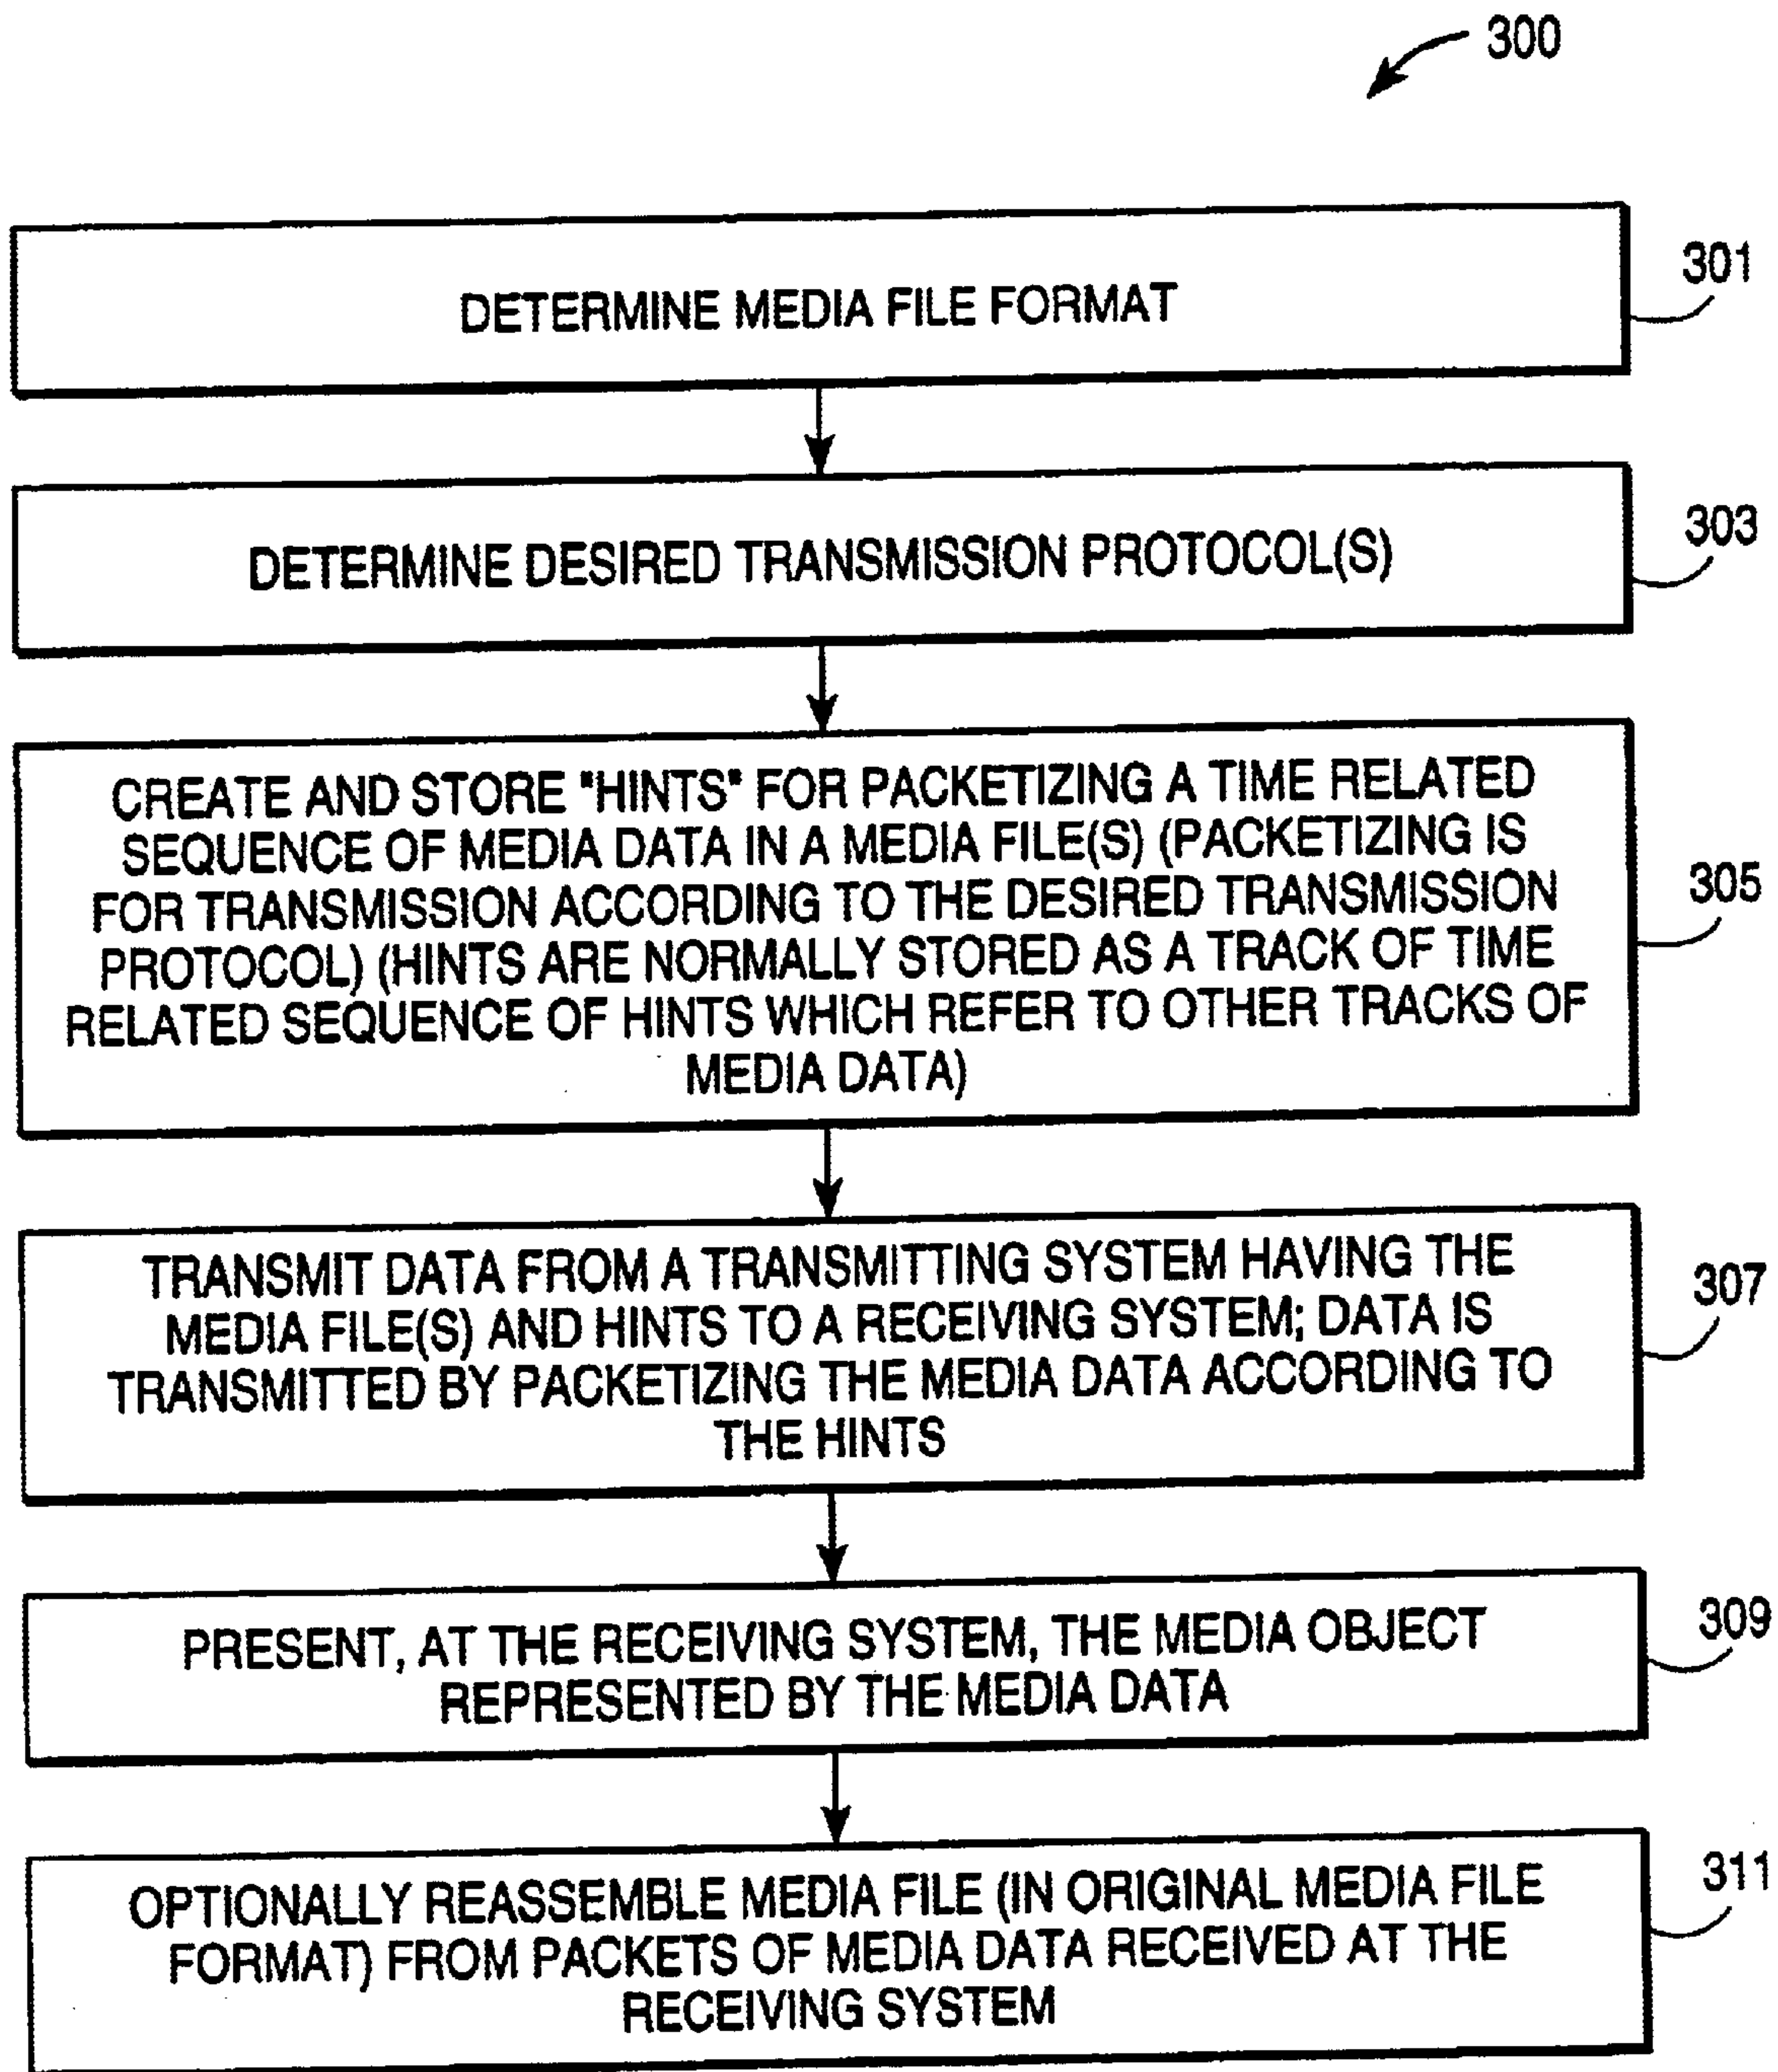 300
DETERMINE MEDIA FILE FORMAT
301
DETERMINE DESIRED TRANSMISSION PROTOCOL(S)
303
CREATE AND STORE "HINTS" FOR PACKETIZING A TIME RELATED
SEQUENCE OF MEDIA DATA IN A MEDIA FILE(S) (PACKETIZING IS
FOR TRANSMISSION ACCORDING TO THE DESIRED TRANSMISSION
PROTOCOL) (HINTS ARE NORMALLY STORED AS A TRACK OF TIME
RELATED SEQUENCE OF HINTS WHICH REFER TO OTHER TRACKS OF
MEDIA DATA)
305
TRANSMIT DATA FROM A TRANSMITTING SYSTEM HAVING THE
MEDIA FILE(S) AND HINTS TO A RECEIVING SYSTEM; DATA IS
TRANSMITTED BY PACKETIZING THE MEDIA DATA ACCORDING TO
THE HINTS
307
PRESENT, AT THE RECEIVING SYSTEM, THE MEDIA OBJECT
REPRESENTED BY THE MEDIA DATA
309
OPTIONALLY REASSEMBLE MEDIA FILE (IN ORIGINAL MEDIA FILE
FORMAT) FROM PACKETS OF MEDIA DATA RECEIVED AT THE
RECEIVING SYSTEM
311